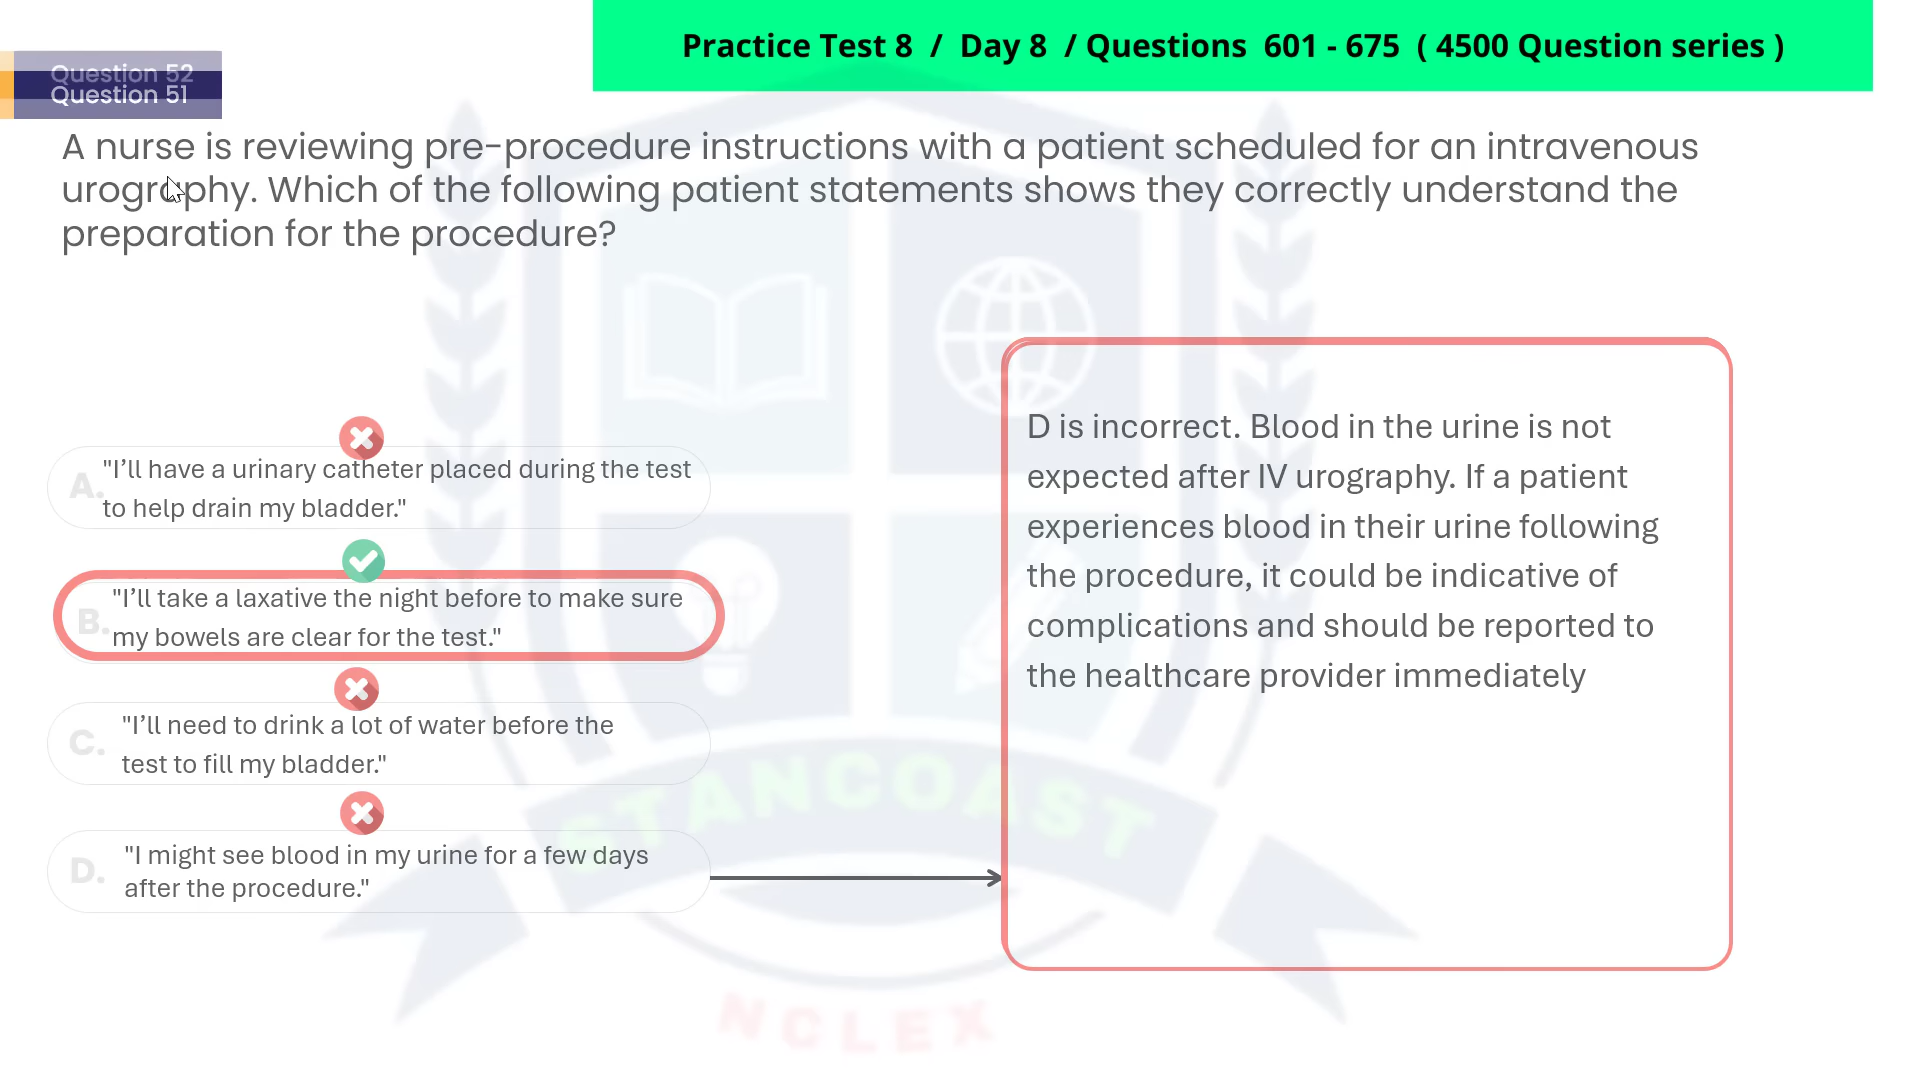 Practice Test 8 / Day 8 / Questions 601 - 675 ( 4500 Question series )
Question 52
Question 51
A nurse is reviewing pre-procedure instructions with a patient scheduled for an intravenous
urography. Which of the following patient statements shows they correctly understand the
preparation for the procedure?
A. "I’ll have a urinary catheter placed during the test
to help drain my bladder."
B. "I’ll take a laxative the night before to make sure
my bowels are clear for the test."
C. "I’ll need to drink a lot of water before the
test to fill my bladder."
D. "I might see blood in my urine for a few days
after the procedure."
D is incorrect. Blood in the urine is not
expected after IV urography. If a patient
experiences blood in their urine following
the procedure, it could be indicative of
complications and should be reported to
the healthcare provider immediately
STANCOAST
NCLEX